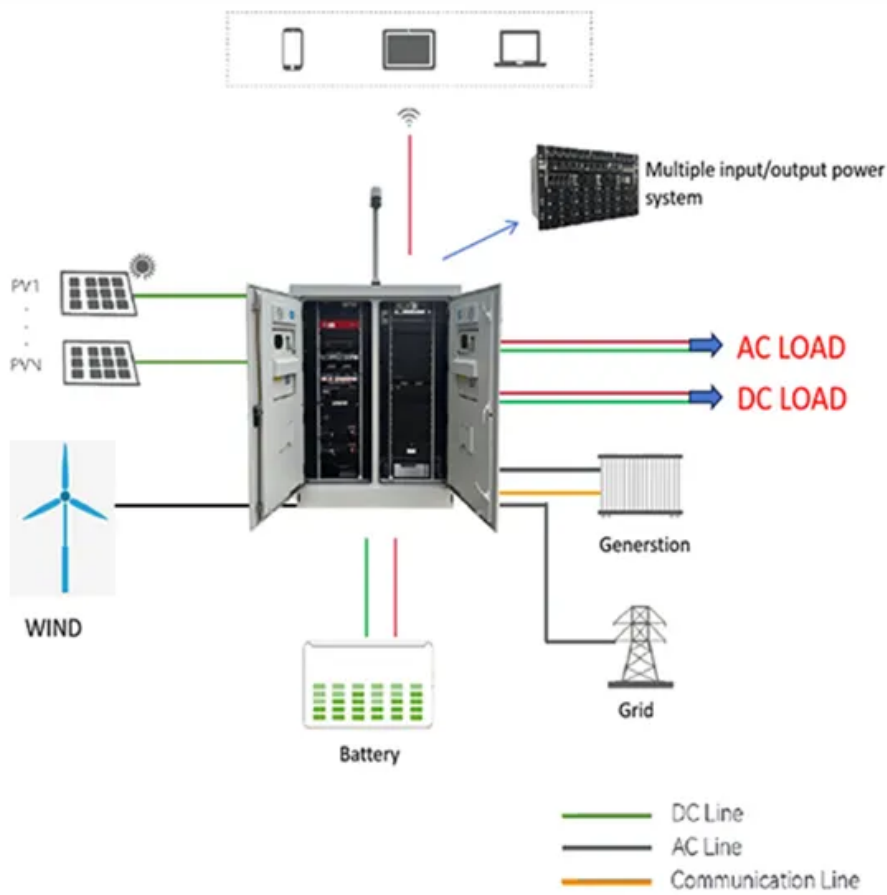 Multiple input/output power
system
PV1
PVN
AC LOAD
DC LOAD
Generstion
WIND
Grid
Battery
DC Line
AC Line
Communication Line